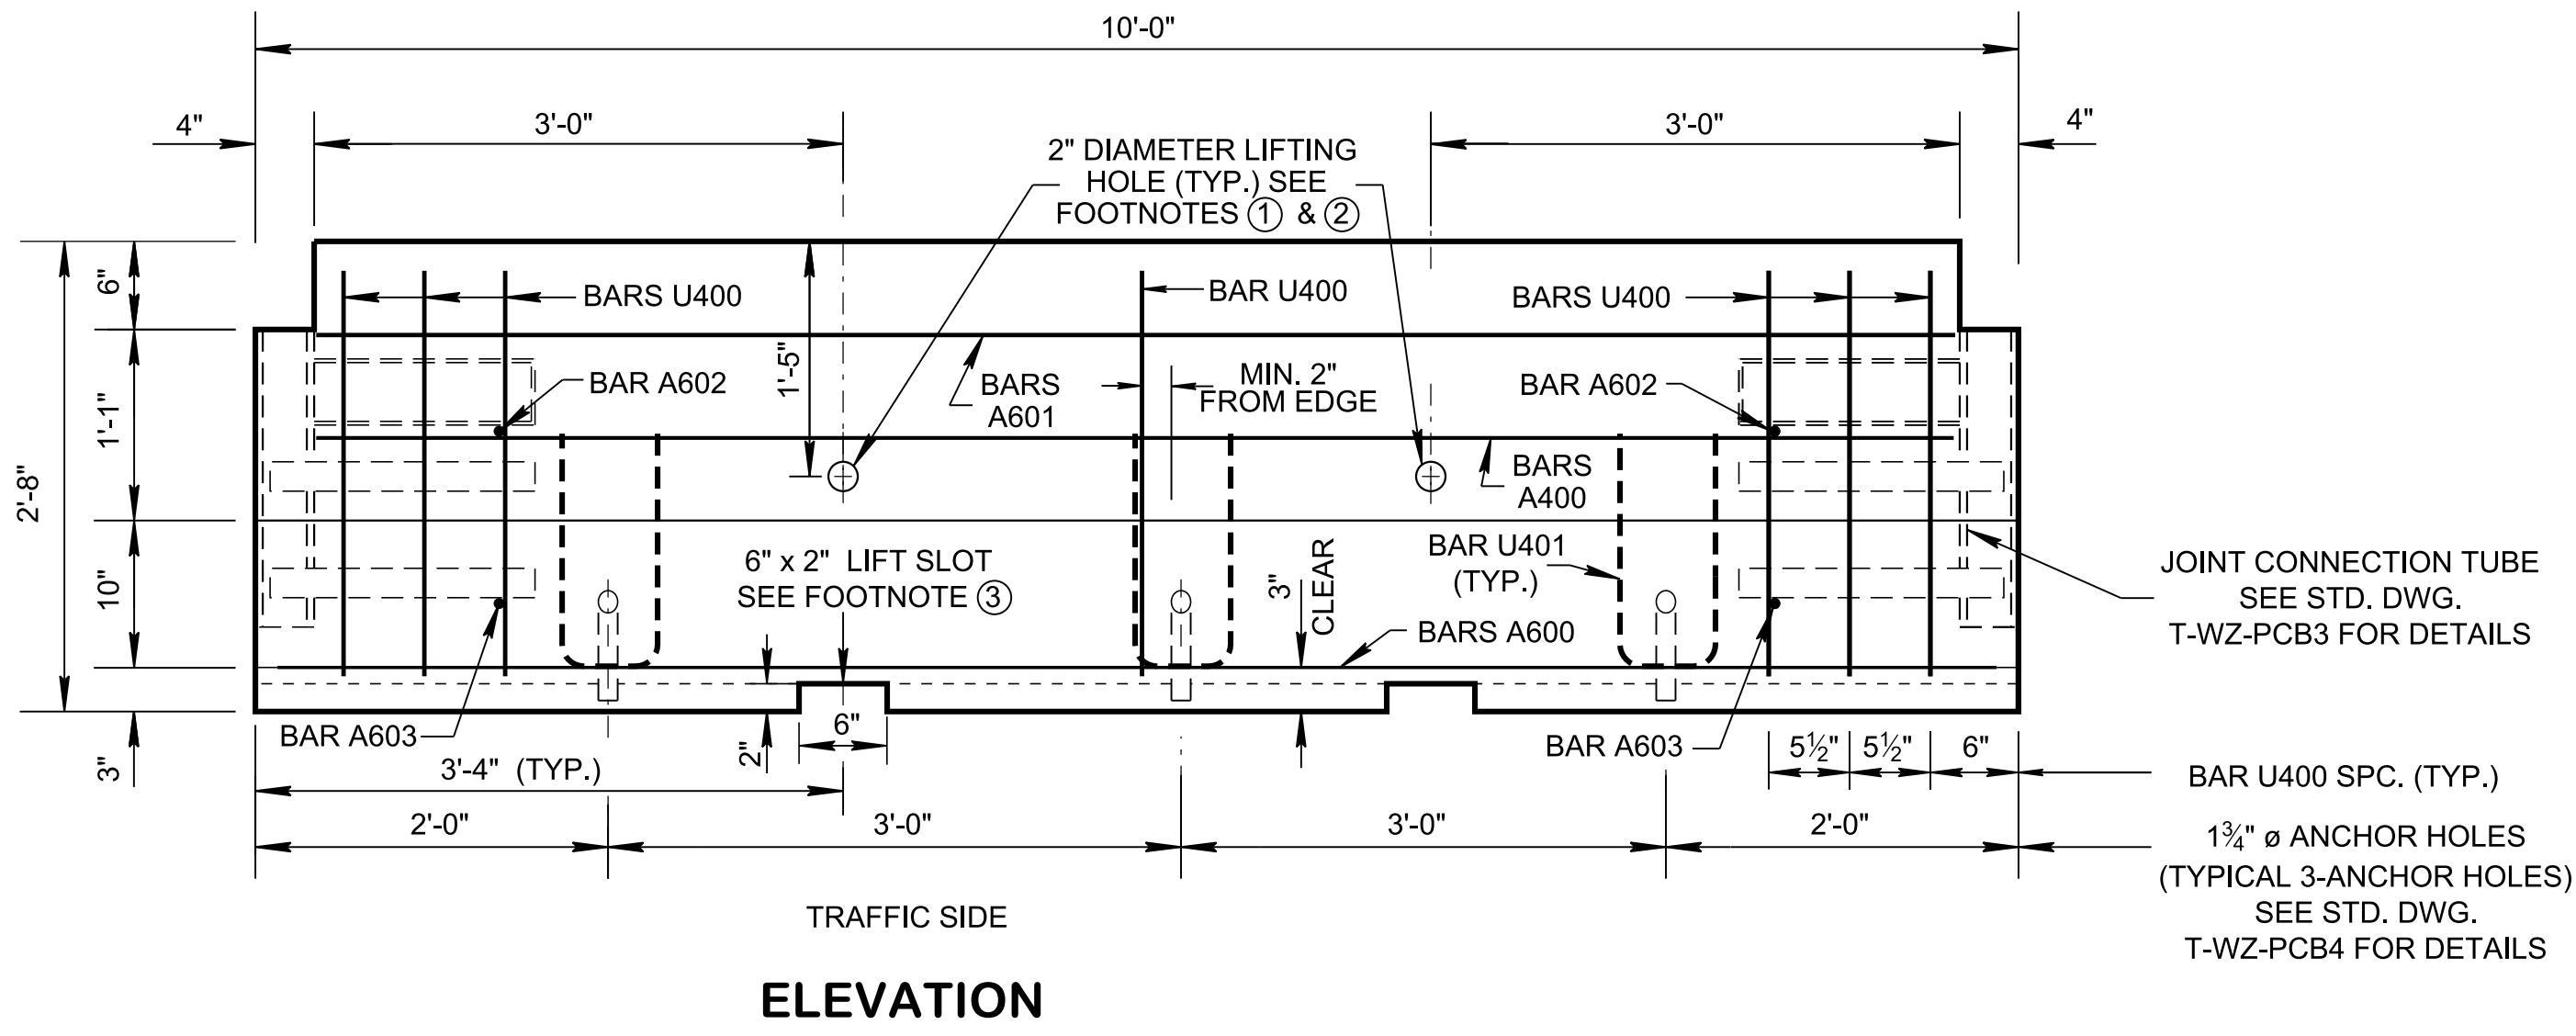 10'-0"
4"
3'-0"
3'-0"
4"
2" DIAMETER LIFTING
HOLE (TYP.) SEE
FOOTNOTES ① & ②
6"
BARS U400
BAR U400
BARS U400
1'-5"
BAR A602
BARS
A601
MIN. 2"
FROM EDGE
BAR A602
1'-1"
2'-8"
BARS
A400
6" x 2" LIFT SLOT
SEE FOOTNOTE ③
3"
CLEAR
BAR U401
(TYP.)
10"
JOINT CONNECTION TUBE
SEE STD. DWG.
T-WZ-PCB3 FOR DETAILS
BARS A600
BAR A603
6"
2"
BAR A603
5½"
5½"
6"
3"
3'-4" (TYP.)
BAR U400 SPC. (TYP.)
2'-0"
3'-0"
3'-0"
2'-0"
1¾" ø ANCHOR HOLES
(TYPICAL 3-ANCHOR HOLES)
SEE STD. DWG.
T-WZ-PCB4 FOR DETAILS
TRAFFIC SIDE
ELEVATION